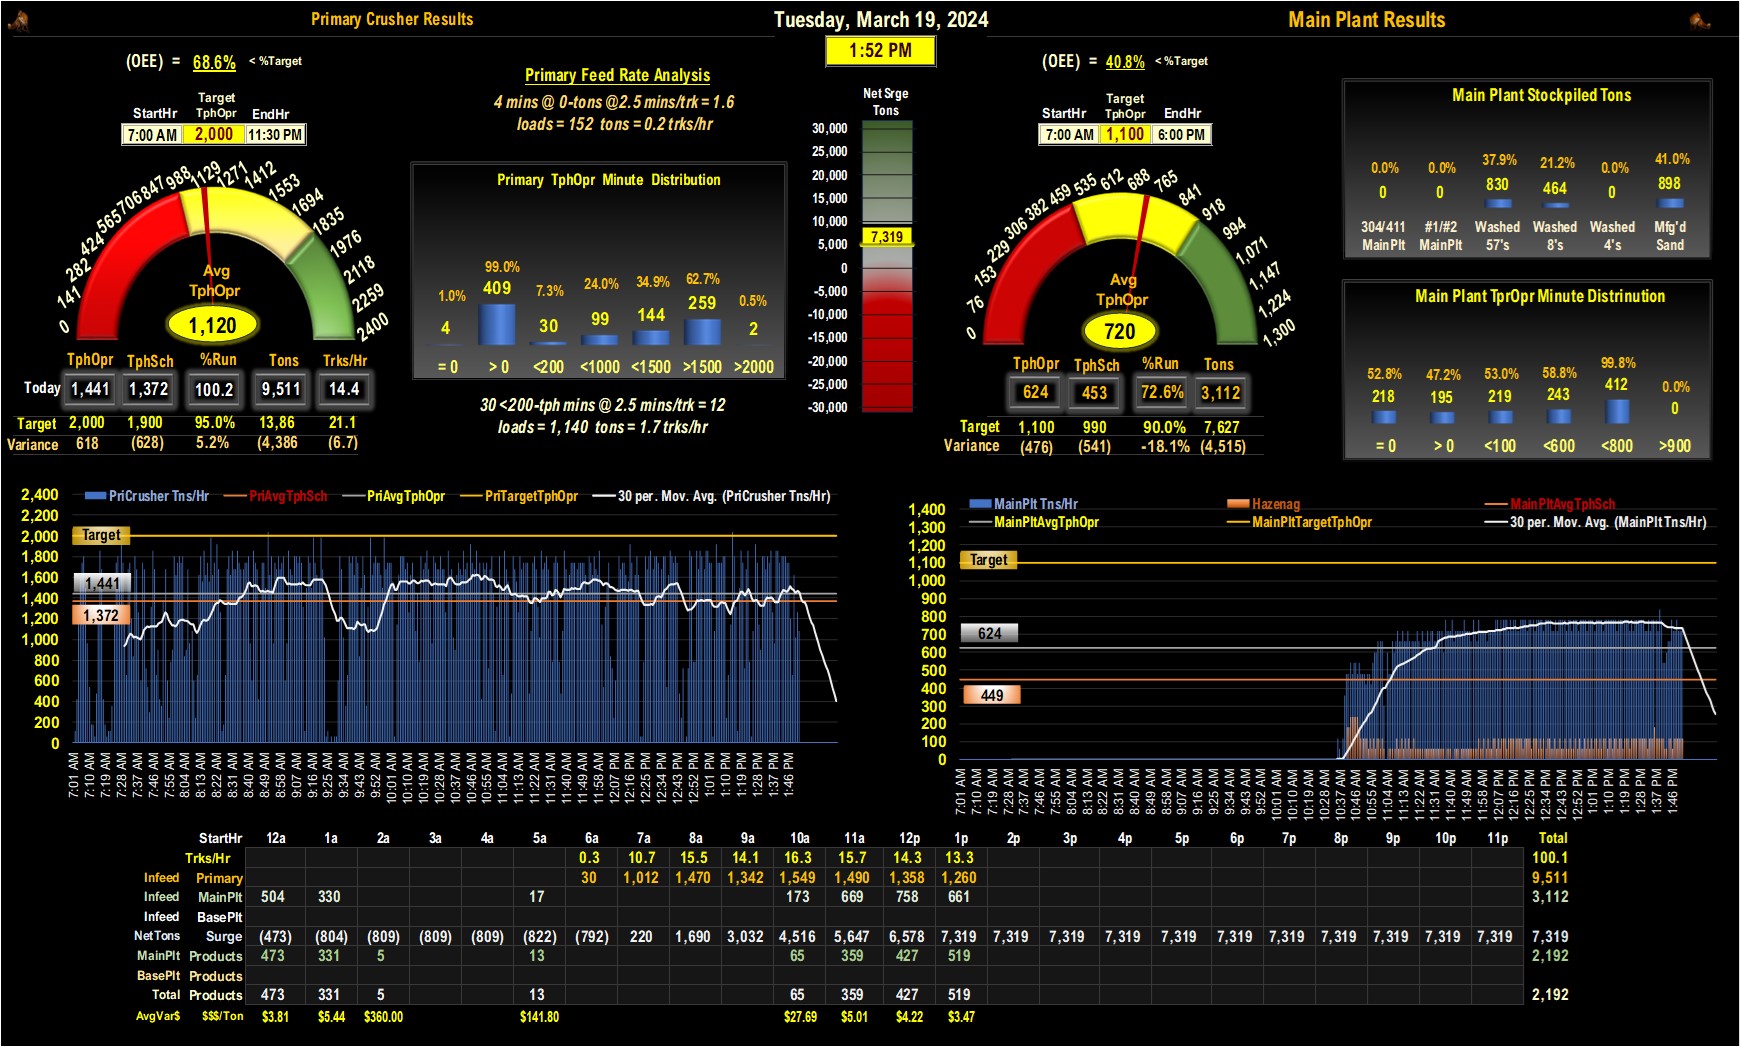 Primary Crusher Results
Tuesday, March 19, 2024
Main Plant Results
1:52 PM
(OEE) = 68.6% < %Target
StartHr Target TphOpr EndHr
7:00 AM 2,000 11:30 PM
0 141 282 424 565 706 847 988 1129 1271 1412 1553 1694 1835 1976 2118 2259 2400
Avg
TphOpr
1,120
TphOpr TphSch %Run Tons Trks/Hr
Today 1,441 1,372 100.2 9,511 14.4
Target 2,000 1,900 95.0% 13,86 21.1
Variance 618 (628) 5.2% (4,386 (6.7)
Primary Feed Rate Analysis
4 mins @ 0-tons @2.5 mins/trk = 1.6
loads = 152 tons = 0.2 trks/hr
Primary TphOpr Minute Distribution
1.0% 99.0% 7.3% 24.0% 34.9% 62.7% 0.5%
4 409 30 99 144 259 2
= 0 > 0 <200 <1000 <1500 >1500 >2000
30 <200-tph mins @ 2.5 mins/trk = 12
loads = 1,140 tons = 1.7 trks/hr
Net Srge
Tons
30,000
25,000
20,000
15,000
10,000
7,319
5,000
0
-5,000
-10,000
-15,000
-20,000
-25,000
-30,000
(OEE) = 40.8% < %Target
StartHr Target TphOpr EndHr
7:00 AM 1,100 6:00 PM
0 76 153 229 306 382 459 535 612 688 765 841 918 994 1,071 1,147 1,224 1,300
Avg
TphOpr
720
TphOpr TphSch %Run Tons
624 453 72.6% 3,112
Target 1,100 990 90.0% 7,627
Variance (476) (541) -18.1% (4,515)
Main Plant Stockpiled Tons
0.0% 0.0% 37.9% 21.2% 0.0% 41.0%
0 0 830 464 0 898
304/411 #1/#2 Washed Washed Washed Mfg'd
MainPlt MainPlt 57's 8's 4's Sand
Main Plant TprOpr Minute Distrinution
52.8% 47.2% 53.0% 58.8% 99.8% 0.0%
218 195 219 243 412 0
= 0 > 0 <100 <600 <800 >900
PriCrusher Tns/Hr PriAvgTphSch PriAvgTphOpr PriTargetTphOpr 30 per. Mov. Avg. (PriCrusher Tns/Hr)
2,400
2,200
2,000
1,800
1,600
1,400
1,200
1,000
800
600
400
200
0
Target
1,441
1,372
7:01 AM 7:10 AM 7:19 AM 7:28 AM 7:37 AM 7:46 AM 7:55 AM 8:04 AM 8:13 AM 8:22 AM 8:31 AM 8:40 AM 8:49 AM 8:58 AM 9:07 AM 9:16 AM 9:25 AM 9:34 AM 9:43 AM 9:52 AM 10:01 AM 10:10 AM 10:19 AM 10:28 AM 10:37 AM 10:46 AM 10:55 AM 11:04 AM 11:13 AM 11:22 AM 11:31 AM 11:40 AM 11:49 AM 11:58 AM 12:07 PM 12:16 PM 12:25 PM 12:34 PM 12:43 PM 12:52 PM 1:01 PM 1:10 PM 1:19 PM 1:28 PM 1:37 PM 1:46 PM
MainPlt Tns/Hr Hazenag MainPltAvgTphSch
MainPltAvgTphOpr MainPltTargetTphOpr 30 per. Mov. Avg. (MainPlt Tns/Hr)
1,400
1,300
1,200
1,100
1,000
900
800
700
600
500
400
300
200
100
0
Target
624
449
7:01 AM 7:10 AM 7:19 AM 7:28 AM 7:37 AM 7:46 AM 7:55 AM 8:04 AM 8:13 AM 8:22 AM 8:31 AM 8:40 AM 8:49 AM 8:58 AM 9:07 AM 9:16 AM 9:25 AM 9:34 AM 9:43 AM 9:52 AM 10:01 AM 10:10 AM 10:19 AM 10:28 AM 10:37 AM 10:46 AM 10:55 AM 11:04 AM 11:13 AM 11:22 AM 11:31 AM 11:40 AM 11:49 AM 11:58 AM 12:07 PM 12:16 PM 12:25 PM 12:34 PM 12:43 PM 12:52 PM 1:01 PM 1:10 PM 1:19 PM 1:28 PM 1:37 PM 1:46 PM
StartHr 12a 1a 2a 3a 4a 5a 6a 7a 8a 9a 10a 11a 12p 1p 2p 3p 4p 5p 6p 7p 8p 9p 10p 11p Total
Trks/Hr 0.3 10.7 15.5 14.1 16.3 15.7 14.3 13.3 100.1
Infeed Primary 30 1,012 1,470 1,342 1,549 1,490 1,358 1,260 9,511
Infeed MainPlt 504 330 17 173 669 758 661 3,112
Infeed BasePlt
NetTons Surge (473) (804) (809) (809) (809) (822) (792) 220 1,690 3,032 4,516 5,647 6,578 7,319 7,319 7,319 7,319 7,319 7,319 7,319 7,319 7,319 7,319 7,319 7,319
MainPlt Products 473 331 5 13 65 359 427 519 2,192
BasePlt Products
Total Products 473 331 5 13 65 359 427 519 2,192
AvgVar$ $$$/Ton $3.81 $5.44 $360.00 $141.80 $27.69 $5.01 $4.22 $3.47